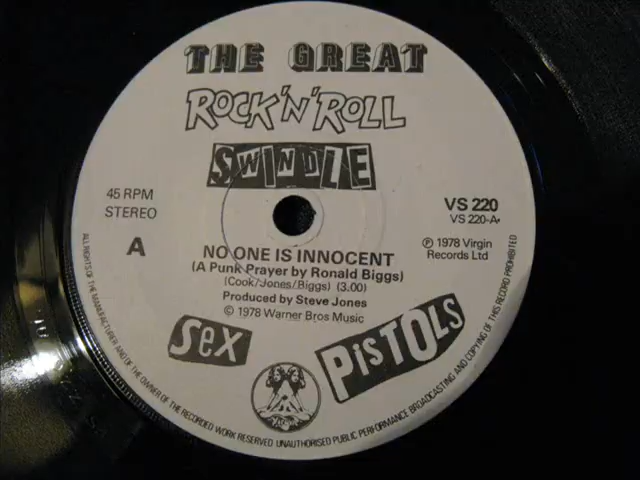 THE GREAT
ROCK'N'ROLL
SWINDLE
45 RPM
STEREO
VS 220
VS 220-A
A
℗ 1978 Virgin
Records Ltd
NO ONE IS INNOCENT
(A Punk Prayer by Ronald Biggs)
(Cook/Jones/Biggs) (3.00)
Produced by Steve Jones
© 1978 Warner Bros Music
Sex
PiSTOLS
ALL RIGHTS OF THE MANUFACTURER AND OF THE OWNER OF THE RECORDED WORK RESERVED UNAUTHORISED PUBLIC PERFORMANCE BROADCASTING AND COPYING OF THIS RECORD PROHIBITED